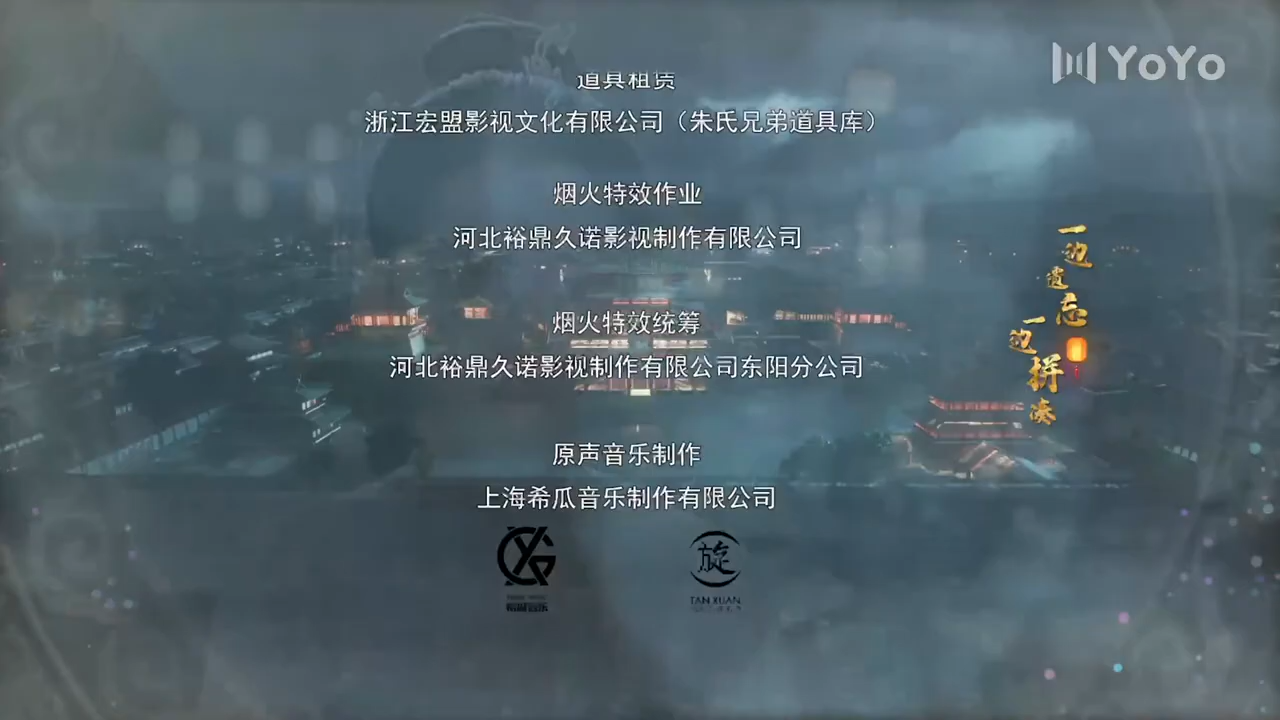 YOYO
道具租赁
浙江宏盟影视文化有限公司（朱氏兄弟道具库）
烟火特效作业
河北裕鼎久诺影视制作有限公司
烟火特效统筹
河北裕鼎久诺影视制作有限公司东阳分公司
原声音乐制作
上海希瓜音乐制作有限公司
旋
TAN XUAN
一边遗忘
一边拼凑